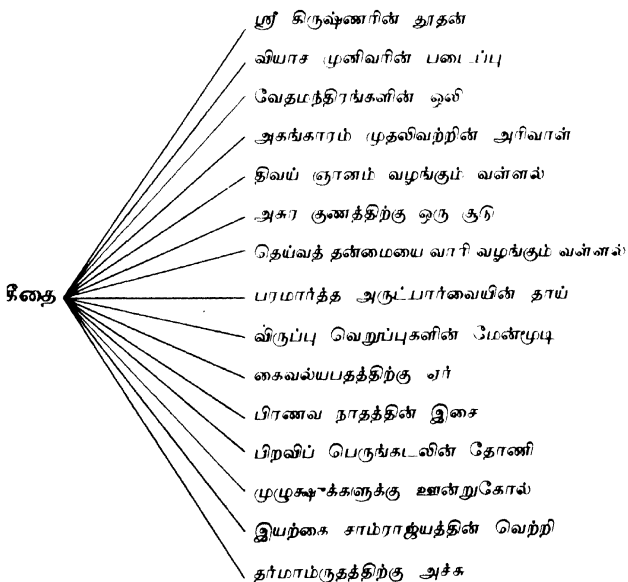 ஸ்ரீ கிருஷ்ணரின் தூதன்
வியாச முனிவரின் படைப்பு
வேதமந்திரங்களின் ஒலி
அகங்காரம் முதலிவற்றின் அரிவாள்
திவய் ஞானம் வழங்கும் வள்ளல்
அசுர குணத்திற்கு ஒரு சூடு
தெய்வத் தன்மையை வாரி வழங்கும் வள்ளல்
கீதை
பரமார்த்த அருட்பார்வையின் தாய்
விருப்பு வெறுப்புகளின் மேன்மூடி
கைவல்யபதத்திற்கு ஏர்
பிரணவ நாதத்தின் இசை
பிறவிப் பெருங்கடலின் தோணி
முழுக்ஷுக்களுக்கு ஊன்றுகோல்
இயற்கை சாம்ராஜ்யத்தின் வெற்றி
தர்மாம்ருதத்திற்கு அச்சு